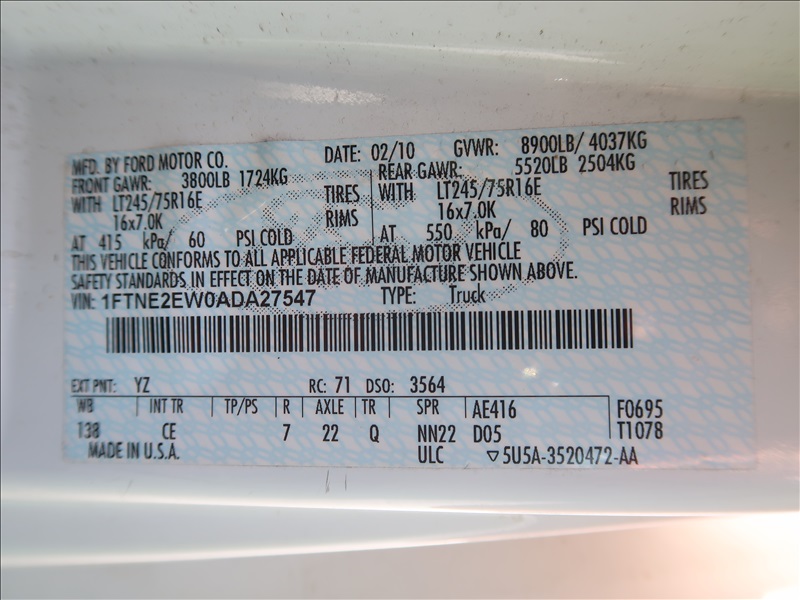 MFD. BY FORD MOTOR CO. DATE: 02/10 GVWR: 8900LB/ 4037KG
FRONT GAWR: 3800LB 1724KG REAR GAWR: 5520LB 2504KG
WITH LT245/75R16E TIRES WITH LT245/75R16E TIRES
16x7.0K RIMS 16x7.0K RIMS
AT 415 kPa/ 60 PSI COLD AT 550 kPa/ 80 PSI COLD
THIS VEHICLE CONFORMS TO ALL APPLICABLE FEDERAL MOTOR VEHICLE
SAFETY STANDARDS IN EFFECT ON THE DATE OF MANUFACTURE SHOWN ABOVE.
VIN: 1FTNE2EW0ADA27547 TYPE: Truck
EXT PNT: YZ RC: 71 DSO: 3564
WB INT TR TP/PS R AXLE TR SPR AE416 F0695
138 CE 7 22 Q NN22 D05 T1078
MADE IN U.S.A. ULC ▽5U5A-3520472-AA